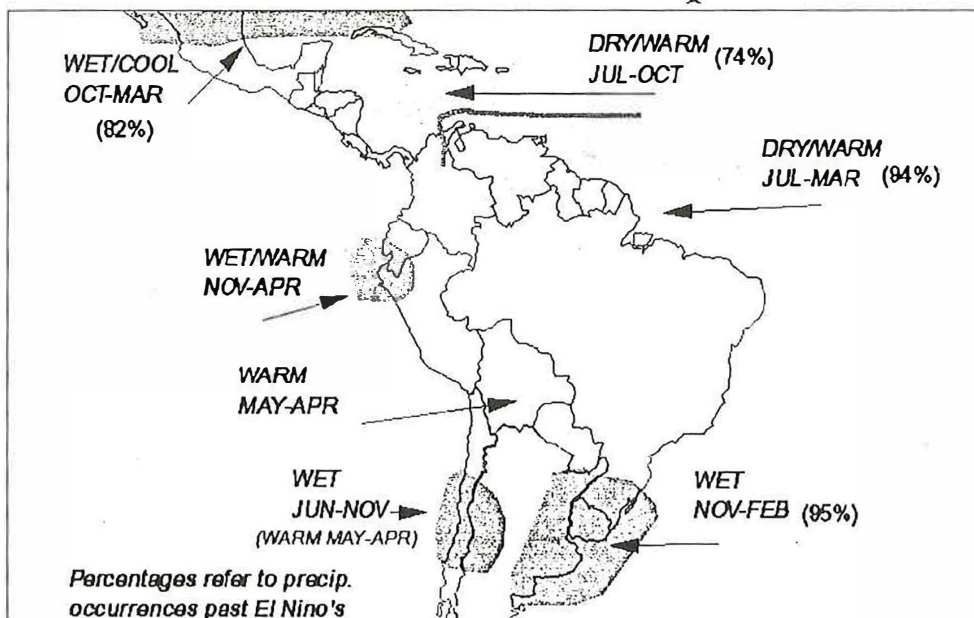 WET/COOL
OCT-MAR
(82%)
DRY/WARM (74%)
JUL-OCT
DRY/WARM
JUL-MAR (94%)
WET/WARM
NOV-APR
WARM
MAY-APR
WET
JUN-NOV
(WARM MAY-APR)
WET
NOV-FEB (95%)
Percentages refer to precip.
occurrences past El Nino's